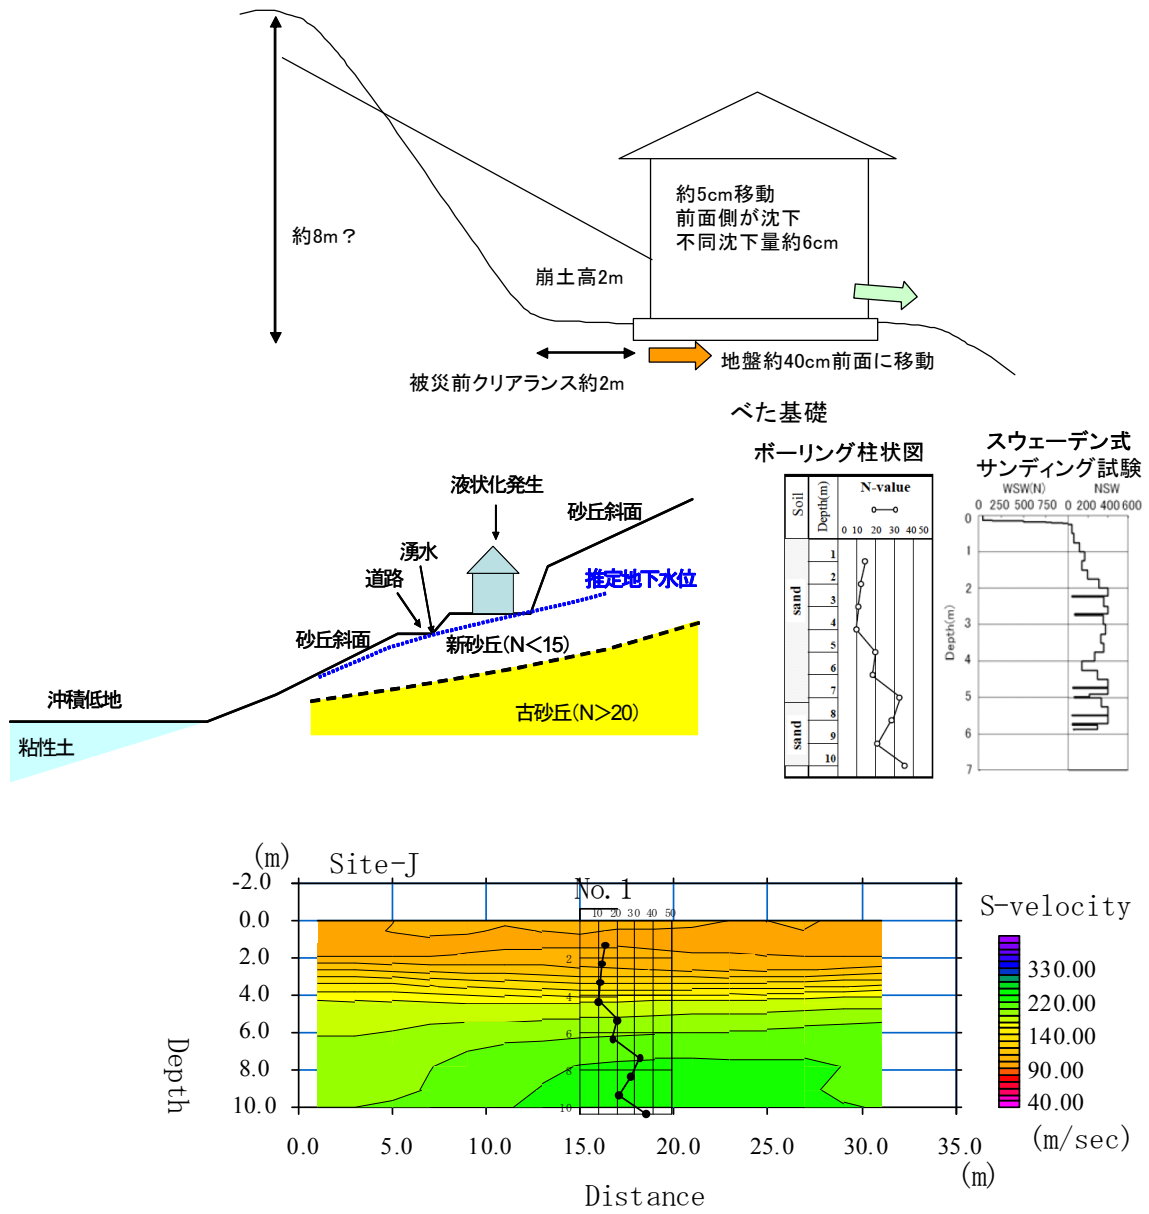 約8m？
約5cm移動
前面側が沈下
不同沈下量約6cm
崩土高2m
地盤約40cm前面に移動
被災前クリアランス約2m
べた基礎
液状化発生
湧水
道路
砂丘斜面
推定地下水位
砂丘斜面
新砂丘(N<15)
沖積低地
古砂丘(N>20)
粘性土
ボーリング柱状図
Soil
Depth(m)
N-value
0 10 20 30 40 50
1
2
3
4
5
6
7
8
9
10
sand
sand
スウェーデン式
サンディング試験
WSW(N) NSW
0 250 500 750 0 200 400 600
Depth(m)
0
1
2
3
4
5
6
7
(m)
Site-J
No.1
10 20 30 40 50
2
4
6
8
10
-2.0
0.0
2.0
4.0
6.0
8.0
10.0
Depth
0.0 5.0 10.0 15.0 20.0 25.0 30.0 35.0
(m)
Distance
S-velocity
330.00
220.00
140.00
90.00
40.00
(m/sec)